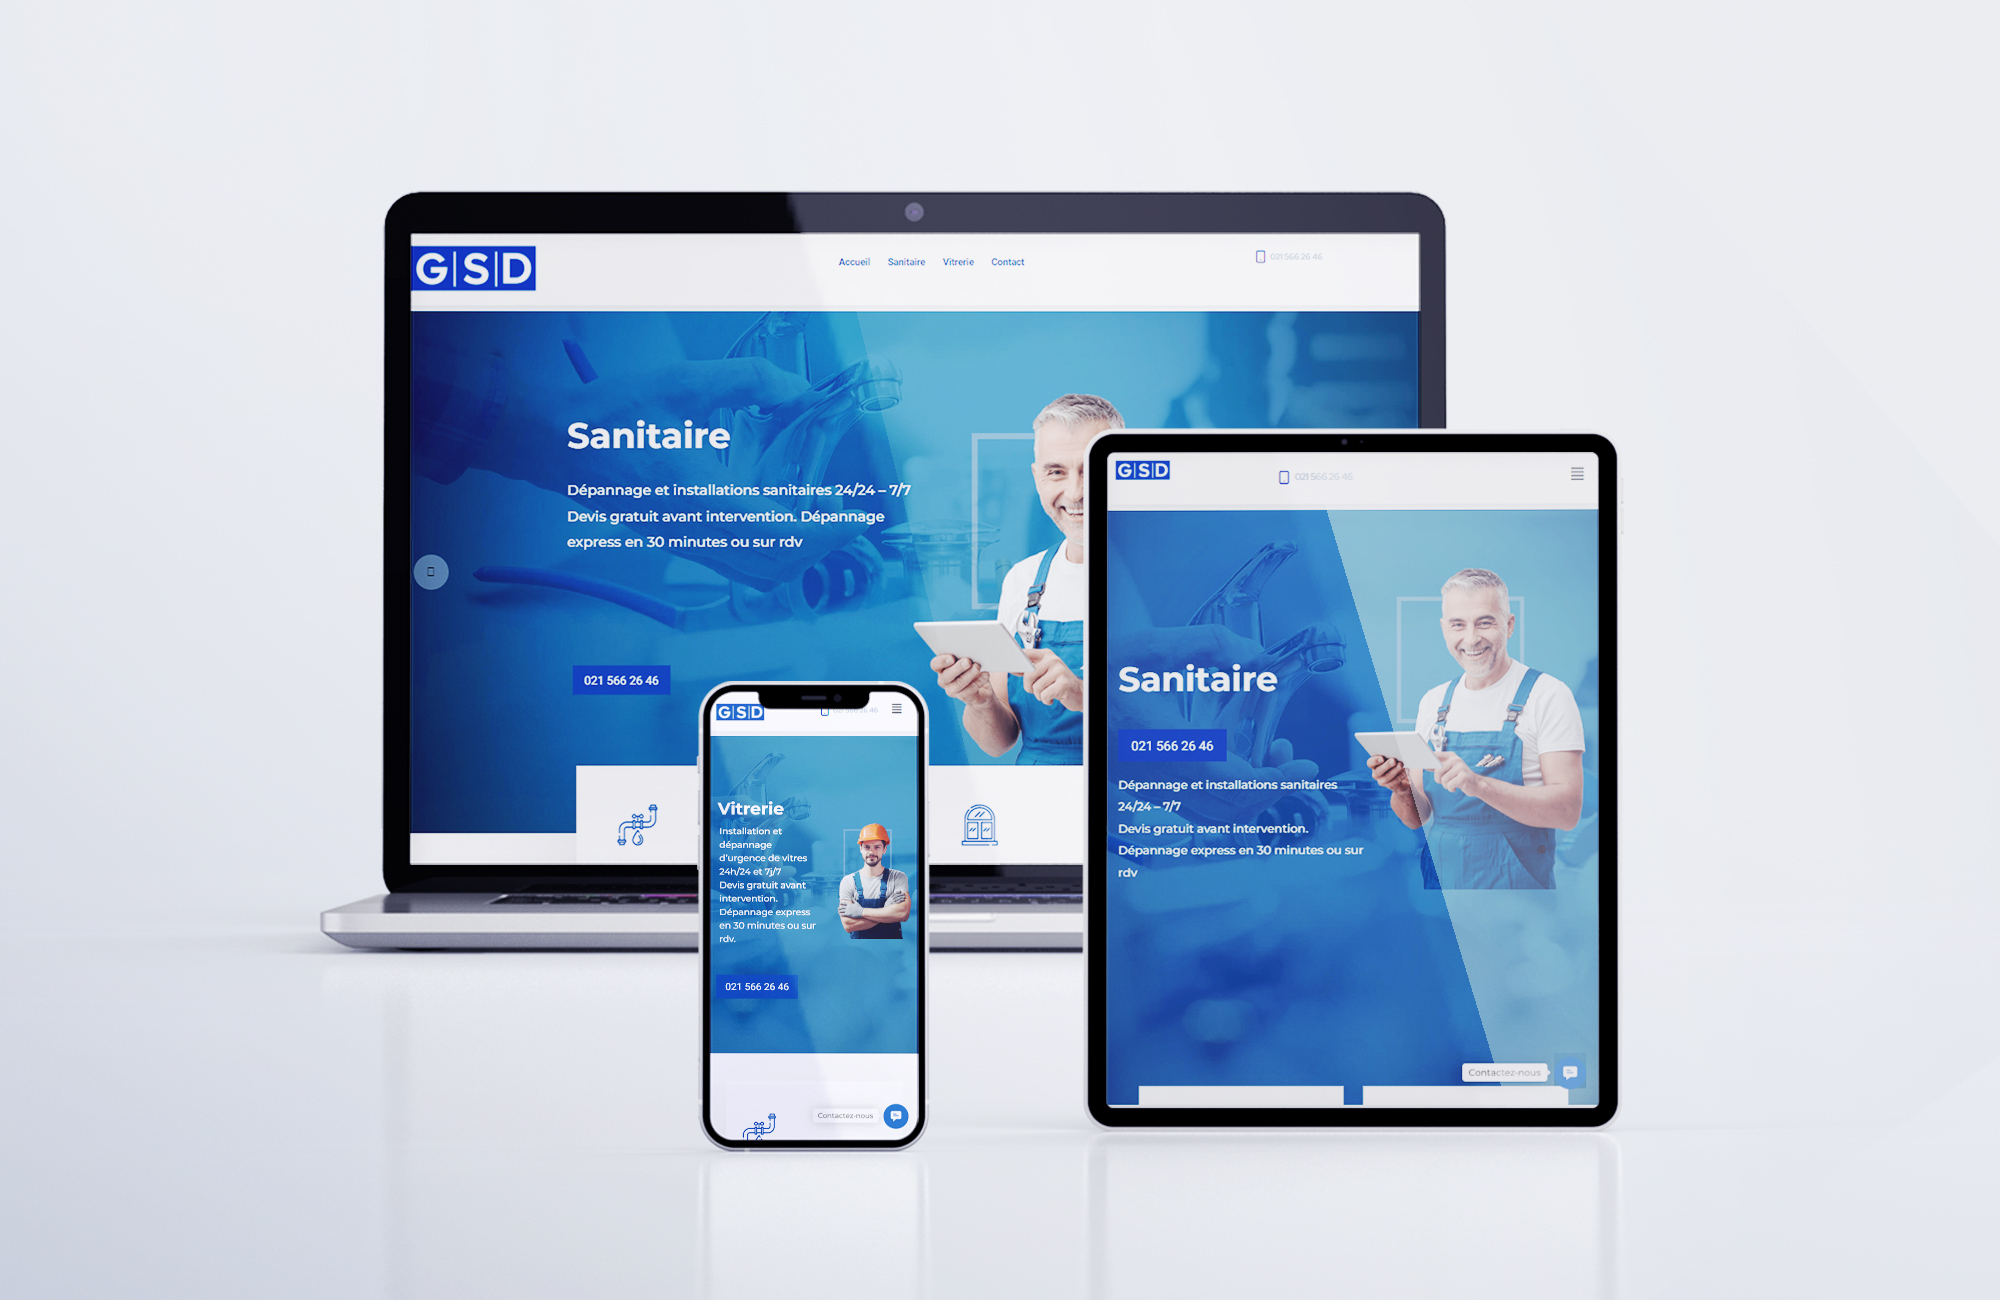 G|S|D
Accueil Sanitaire Vitrerie Contact
021 566 26 46
Sanitaire
Dépannage et installations sanitaires 24/24 – 7/7
Devis gratuit avant intervention. Dépannage
express en 30 minutes ou sur rdv
021 566 26 46
G|S|D
021 566 26 46
Vitrerie
Installation et
dépannage
d'urgence de vitres
24h/24 et 7j/7
Devis gratuit avant
intervention.
Dépannage express
en 30 minutes ou sur
rdv.
021 566 26 46
Contactez-nous
G|S|D
021 566 26 46
Sanitaire
021 566 26 46
Dépannage et installations sanitaires
24/24 – 7/7
Devis gratuit avant intervention.
Dépannage express en 30 minutes ou sur
rdv
Contactez-nous